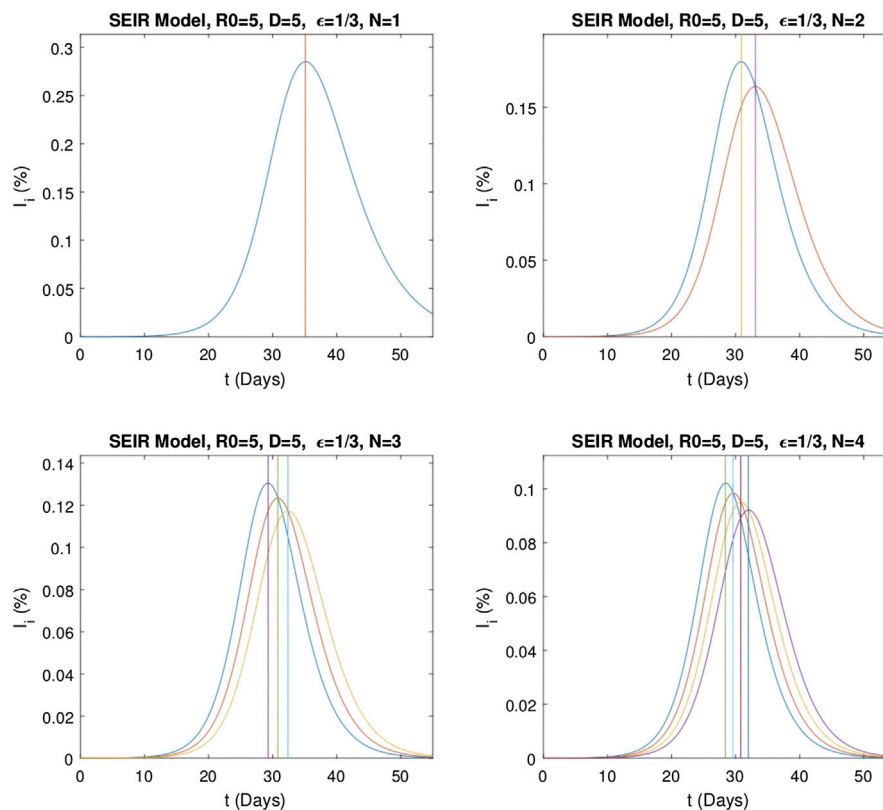 SEIR Model, R0=5, D=5, ϵ=1/3, N=1
0.3
0.25
0.2
0.15
0.1
0.05
0
I_i (%)
0 10 20 30 40 50
t (Days)
SEIR Model, R0=5, D=5, ϵ=1/3, N=2
0.15
0.1
0.05
0
I_i (%)
0 10 20 30 40 50
t (Days)
SEIR Model, R0=5, D=5, ϵ=1/3, N=3
0.14
0.12
0.1
0.08
0.06
0.04
0.02
0
I_i (%)
0 10 20 30 40 50
t (Days)
SEIR Model, R0=5, D=5, ϵ=1/3, N=4
0.1
0.08
0.06
0.04
0.02
0
I_i (%)
0 10 20 30 40 50
t (Days)